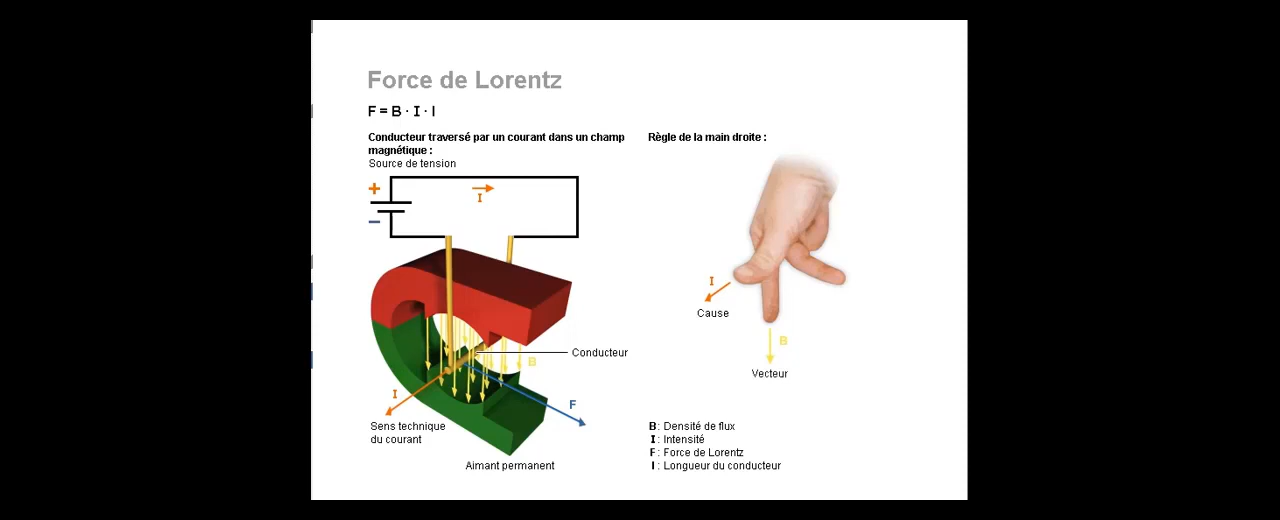 Force de Lorentz
F = B · I · l
Conducteur traversé par un courant dans un champ
magnétique :
Source de tension
+
I
–
Conducteur
B
I
F
Sens technique
du courant
Aimant permanent
Règle de la main droite :
I
Cause
B
Vecteur
B : Densité de flux
I : Intensité
F : Force de Lorentz
l : Longueur du conducteur